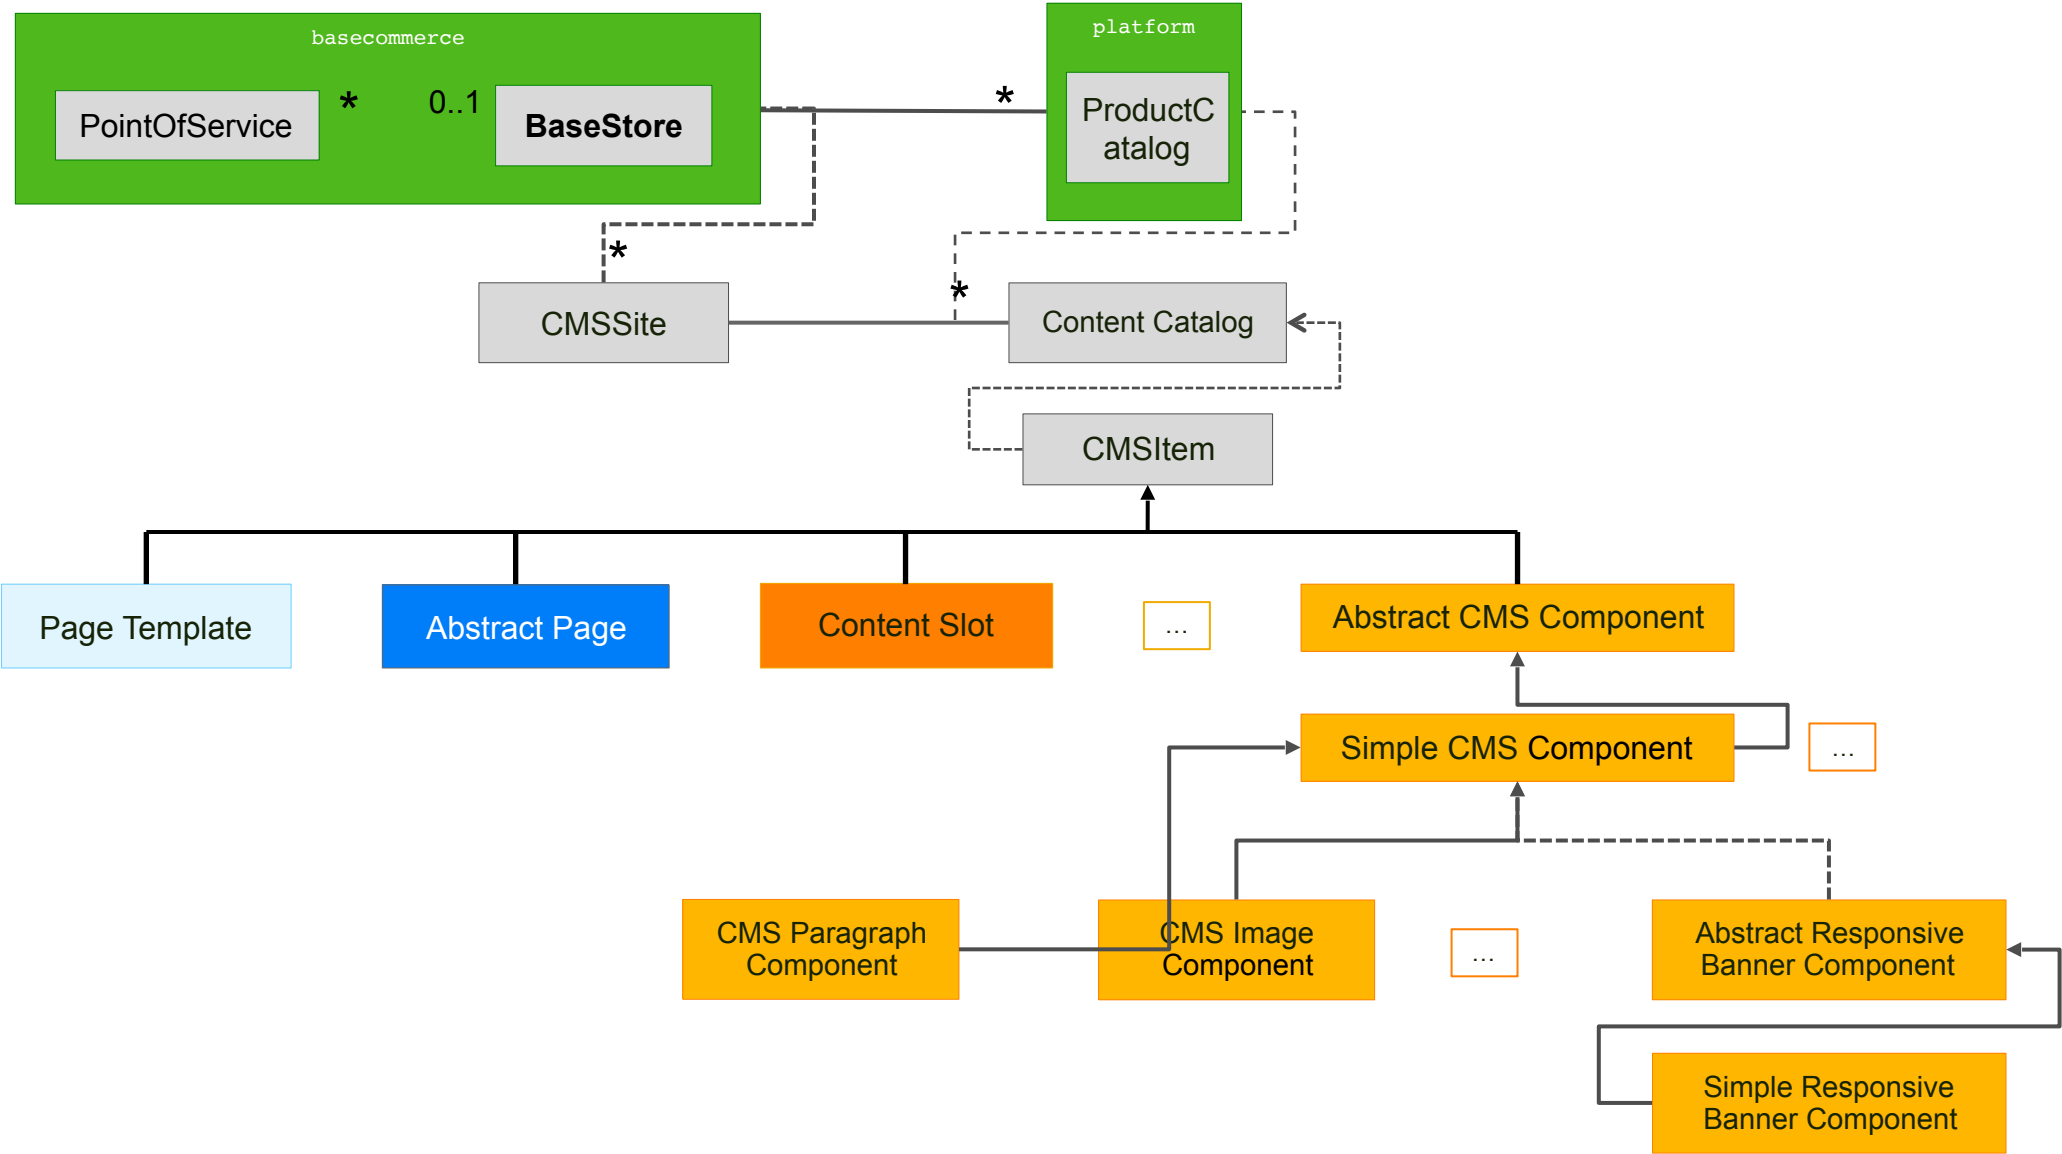 basecommerce
platform
PointOfService
*
0..1
BaseStore
*
ProductC
atalog
*
*
CMSSite
Content Catalog
CMSItem
Page Template
Abstract Page
Content Slot
...
Abstract CMS Component
Simple CMS Component
...
CMS Paragraph
Component
CMS Image
Component
...
Abstract Responsive
Banner Component
Simple Responsive
Banner Component